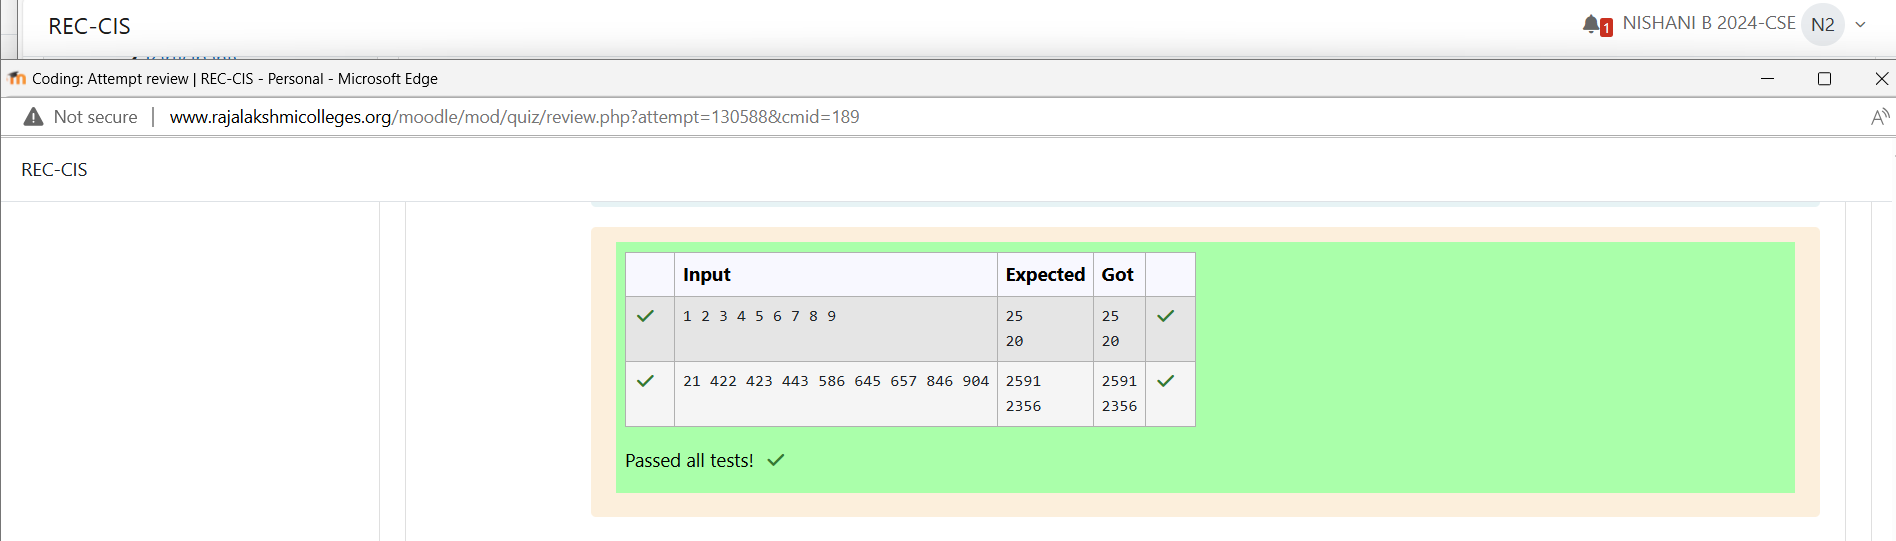 REC-CIS
1
NISHANI B 2024-CSE
N2
Coding: Attempt review | REC-CIS - Personal - Microsoft Edge
Not secure | www.rajalakshmicolleges.org/moodle/mod/quiz/review.php?attempt=130588&cmid=189
REC-CIS
Input Expected Got
1 2 3 4 5 6 7 8 9 25 25
20 20
21 422 423 443 586 645 657 846 904 2591 2591
2356 2356
Passed all tests!